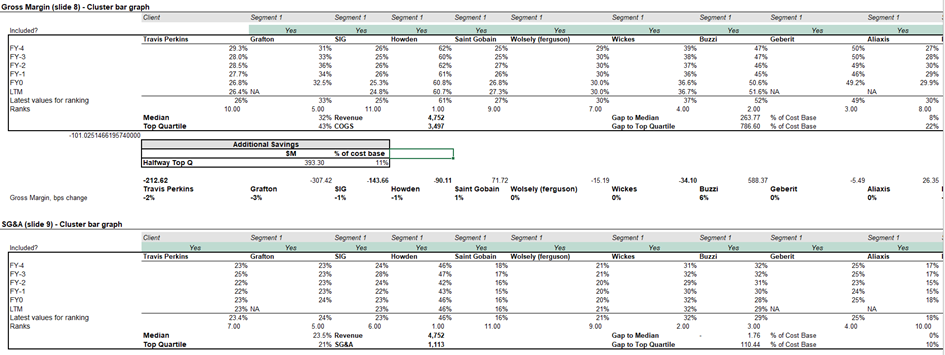 Gross Margin (slide 8) - Cluster bar graph
Client Segment 1 Segment 1 Segment 1 Segment 1 Segment 1 Segment 1 Segment 1 Segment 1 Segment 1
Included? Yes Yes Yes Yes Yes Yes Yes Yes Yes
Travis Perkins Grafton SIG Howden Saint Gobain Wolsely (ferguson) Wickes Buzzi Geberit Aliaxis
FY-4 29.3% 31% 26% 62% 25% 29% 39% 47% 50% 27%
FY-3 28.0% 33% 25% 60% 25% 30% 38% 47% 50% 28%
FY-2 28.5% 36% 26% 62% 27% 30% 37% 46% 49% 30%
FY-1 27.7% 34% 26% 61% 26% 30% 36% 45% 46% 29%
FY0 26.8% 32.5% 25.3% 60.8% 26.8% 30.0% 36.6% 50.6% 49.2% 29.9%
LTM 26.4% NA 24.8% 60.7% 27.3% 30.0% 36.7% 51.6% NA NA
Latest values for ranking 26% 33% 25% 61% 27% 30% 37% 52% 49% 30%
Ranks 10.00 5.00 11.00 1.00 9.00 7.00 4.00 2.00 3.00 8.00
Median 32% Revenue 4,752 Gap to Median 263.77 % of Cost Base 8%
Top Quartile 43% COGS 3,497 Gap to Top Quartile 786.60 % of Cost Base 22%
-101.0251466195740000
Additional Savings
$M % of cost base
Halfway Top Q 393.30 11%
-212.62 -307.42 -143.66 -90.11 71.72 -15.19 -34.10 588.37 -5.49 26.35
Travis Perkins Grafton SIG Howden Saint Gobain Wolsely (ferguson) Wickes Buzzi Geberit Aliaxis
Gross Margin, bps change -2% -3% -1% -1% 1% 0% 0% 6% 0% 0%
SG&A (slide 9) - Cluster bar graph
Client Segment 1 Segment 1 Segment 1 Segment 1 Segment 1 Segment 1 Segment 1 Segment 1 Segment 1
Included? Yes Yes Yes Yes Yes Yes Yes Yes Yes Yes
Travis Perkins Grafton SIG Howden Saint Gobain Wolsely (ferguson) Wickes Buzzi Geberit Aliaxis
FY-4 23% 23% 24% 46% 18% 21% 31% 32% 25% 17%
FY-3 25% 23% 28% 47% 17% 21% 32% 32% 25% 17%
FY-2 22% 23% 24% 42% 16% 20% 29% 31% 23% 15%
FY-1 22% 24% 22% 43% 15% 20% 30% 30% 24% 15%
FY0 23% 24% 23% 46% 16% 20% 32% 28% 25% 18%
LTM 23% NA 23% 46% 16% 21% 32% 29% NA NA
Latest values for ranking 23.4% 24% 23% 46% 16% 21% 32% 29% 25% 18%
Ranks 7.00 5.00 6.00 1.00 11.00 9.00 2.00 3.00 4.00 10.00
Median 23.5% Revenue 4,752 Gap to Median - 1.76 % of Cost Base 0%
Top Quartile 21% SG&A 1,113 Gap to Top Quartile 110.44 % of Cost Base 10%